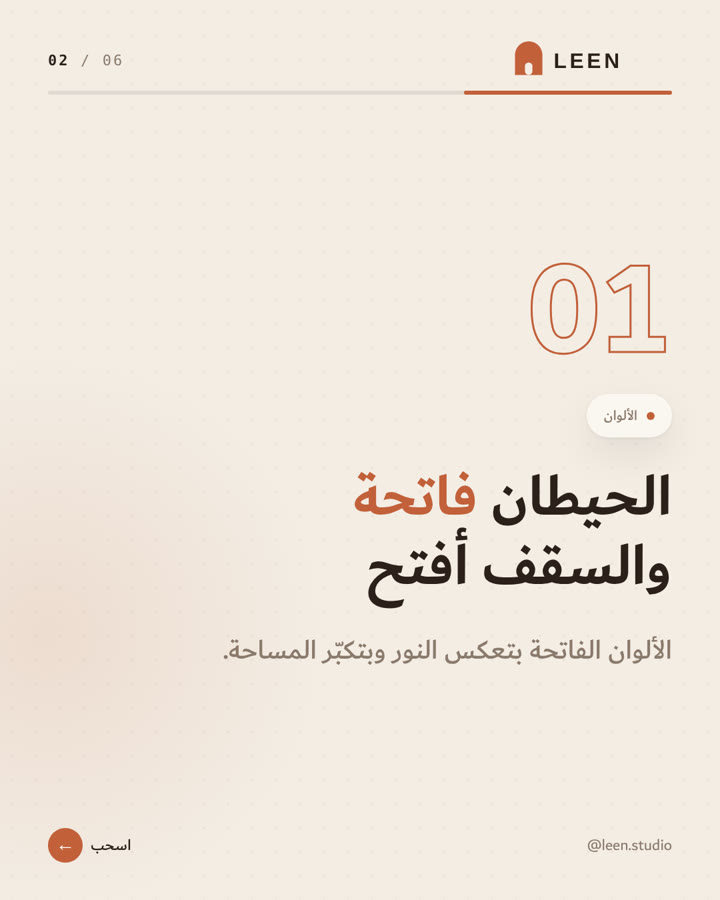 LEEN
02 / 06
01
الألوان
الحيطان فاتحة
والسقف أفتح
الألوان الفاتحة بتعكس النور وبتكبّر المساحة.
@leen.studio
اسحب ←